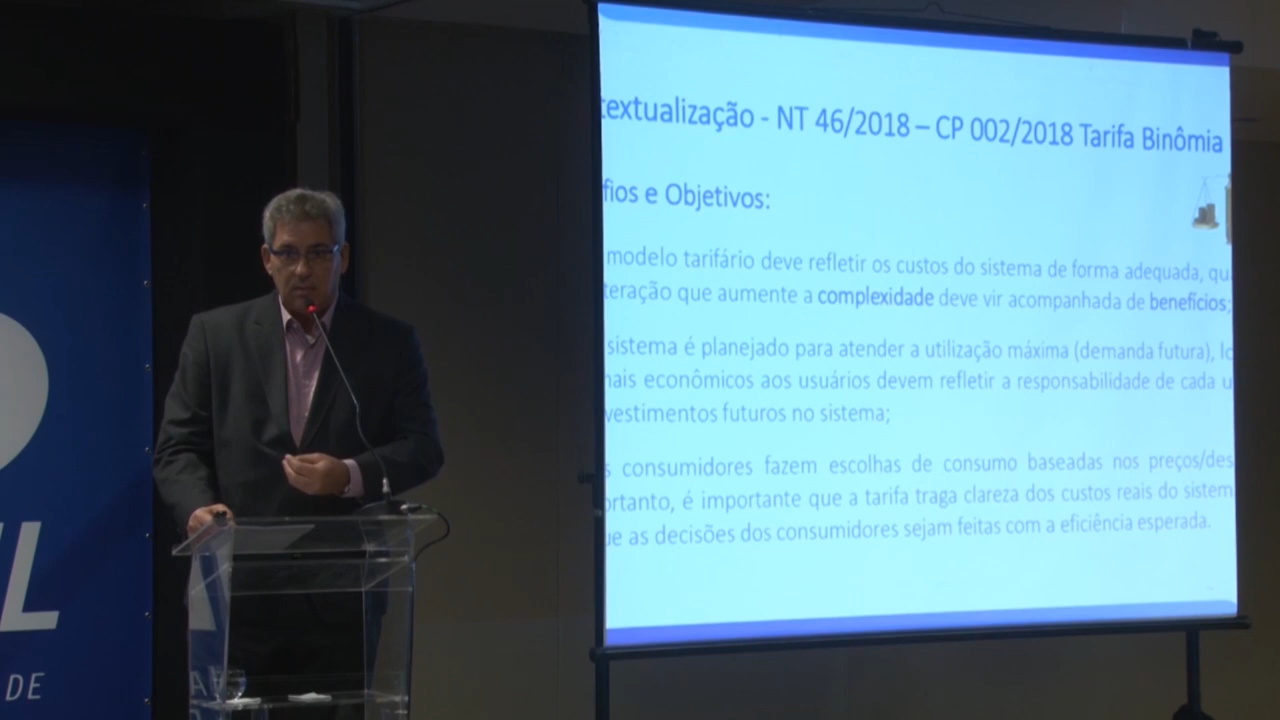 textualização - NT 46/2018 – CP 002/2018 Tarifa Binômia
fios e Objetivos:
modelo tarifário deve refletir os custos do sistema de forma adequada, qu
teração que aumente a complexidade deve vir acompanhada de benefícios;
sistema é planejado para atender a utilização máxima (demanda futura), lo
nais econômicos aos usuários devem refletir a responsabilidade de cada u
vestimentos futuros no sistema;
s consumidores fazem escolhas de consumo baseadas nos preços/des
ortanto, é importante que a tarifa traga clareza dos custos reais do sistem
ue as decisões dos consumidores sejam feitas com a eficiência esperada.
L
DE